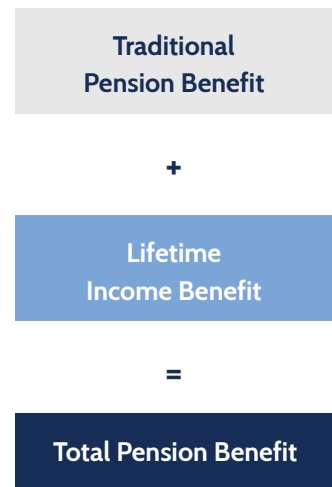 Traditional
Pension Benefit
+
Lifetime
Income Benefit
=
Total Pension Benefit